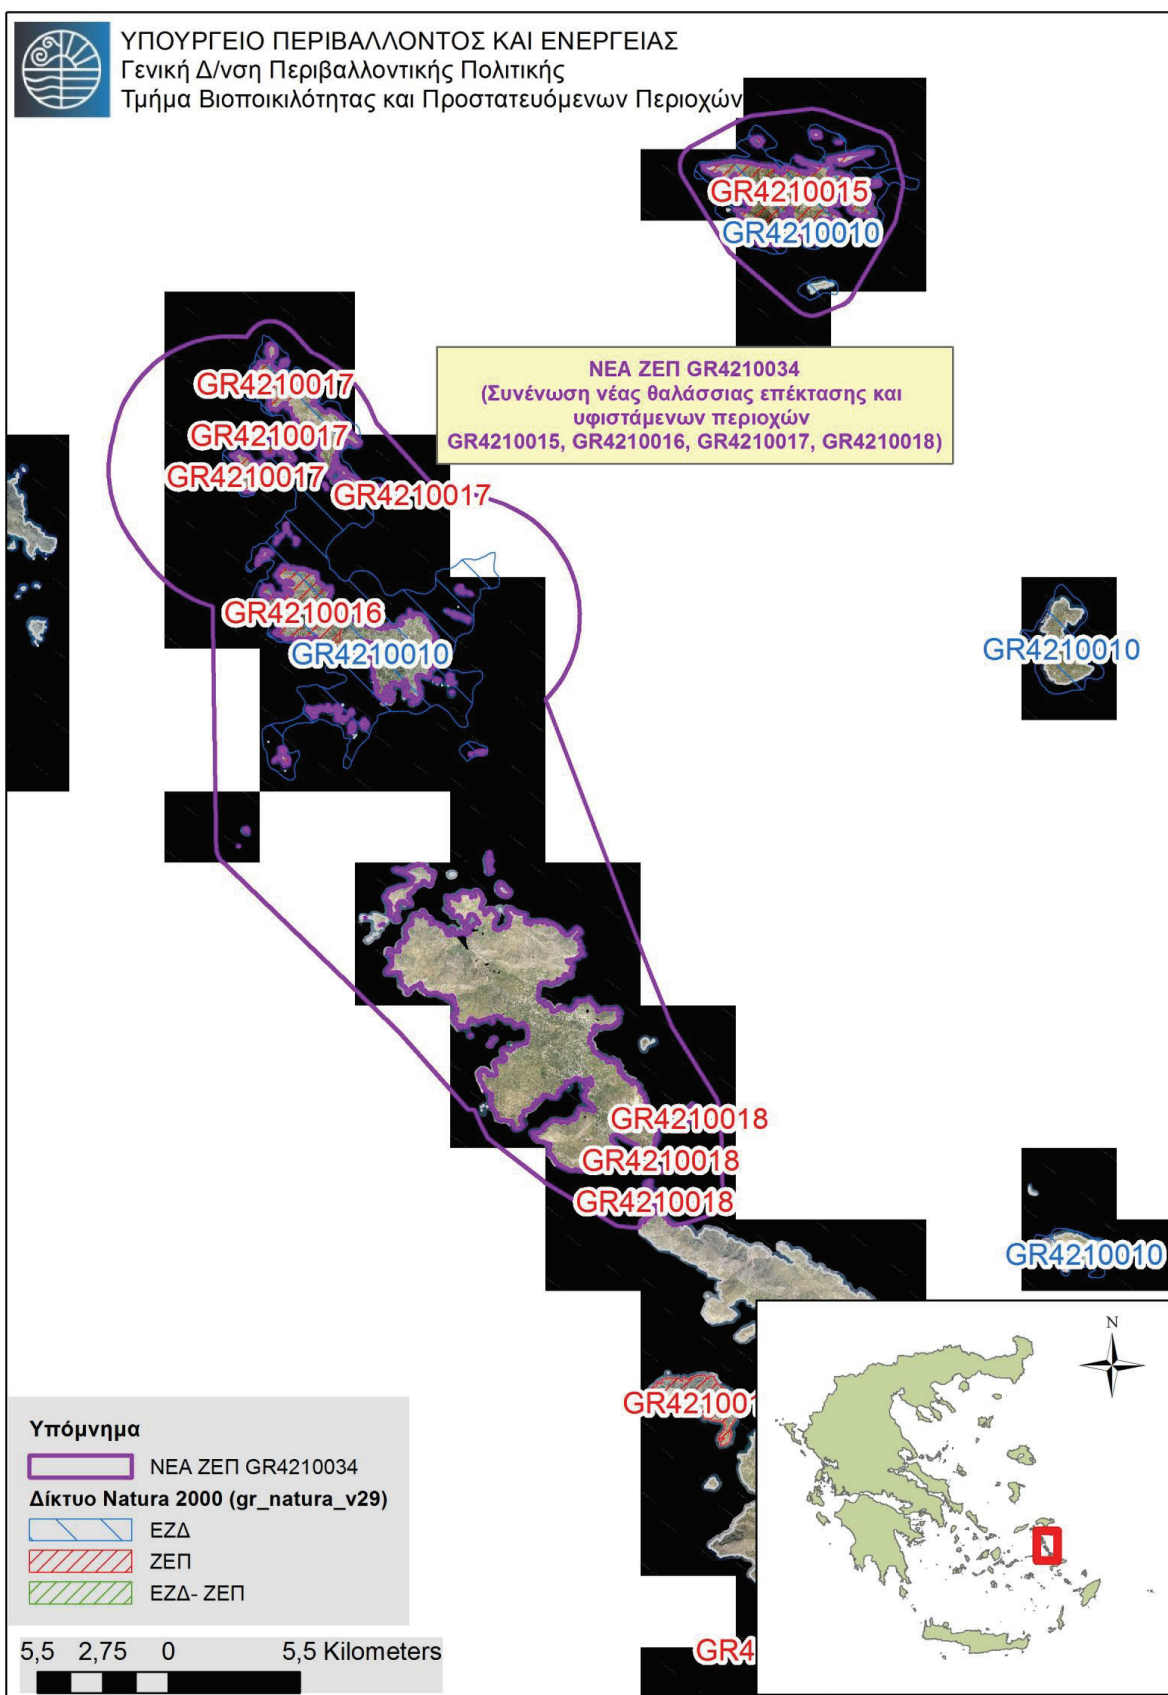 ΥΠΟΥΡΓΕΙΟ ΠΕΡΙΒΑΛΛΟΝΤΟΣ ΚΑΙ ΕΝΕΡΓΕΙΑΣ
Γενική Δ/νση Περιβαλλοντικής Πολιτικής
Τμήμα Βιοποικιλότητας και Προστατευόμενων Περιοχών
GR4210015
GR4210010
ΝΕΑ ΖΕΠ GR4210034
(Συνένωση νέας θαλάσσιας επέκτασης και
υφιστάμενων περιοχών
GR4210015, GR4210016, GR4210017, GR4210018)
GR4210017
GR4210017
GR4210017
GR4210017
GR4210016
GR4210010
GR4210010
GR4210018
GR4210018
GR4210018
GR4210010
GR421001
GR4
N
Υπόμνημα
ΝΕΑ ΖΕΠ GR4210034
Δίκτυο Natura 2000 (gr_natura_v29)
ΕΖΔ
ΖΕΠ
ΕΖΔ- ΖΕΠ
5,5 2,75 0 5,5 Kilometers